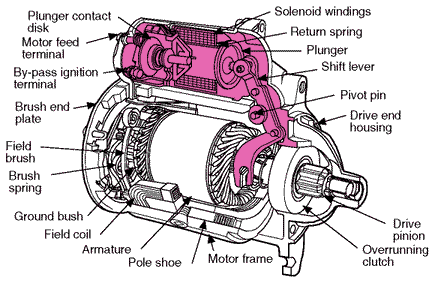 Plunger contact
disk
Motor feed
terminal
By-pass ignition
terminal
Brush end
plate
Field
brush
Brush
spring
Ground bush
Field coil
Armature
Pole shoe
Motor frame
Solenoid windings
Return spring
Plunger
Shift lever
Pivot pin
Drive end
housing
Drive
pinion
Overrunning
clutch